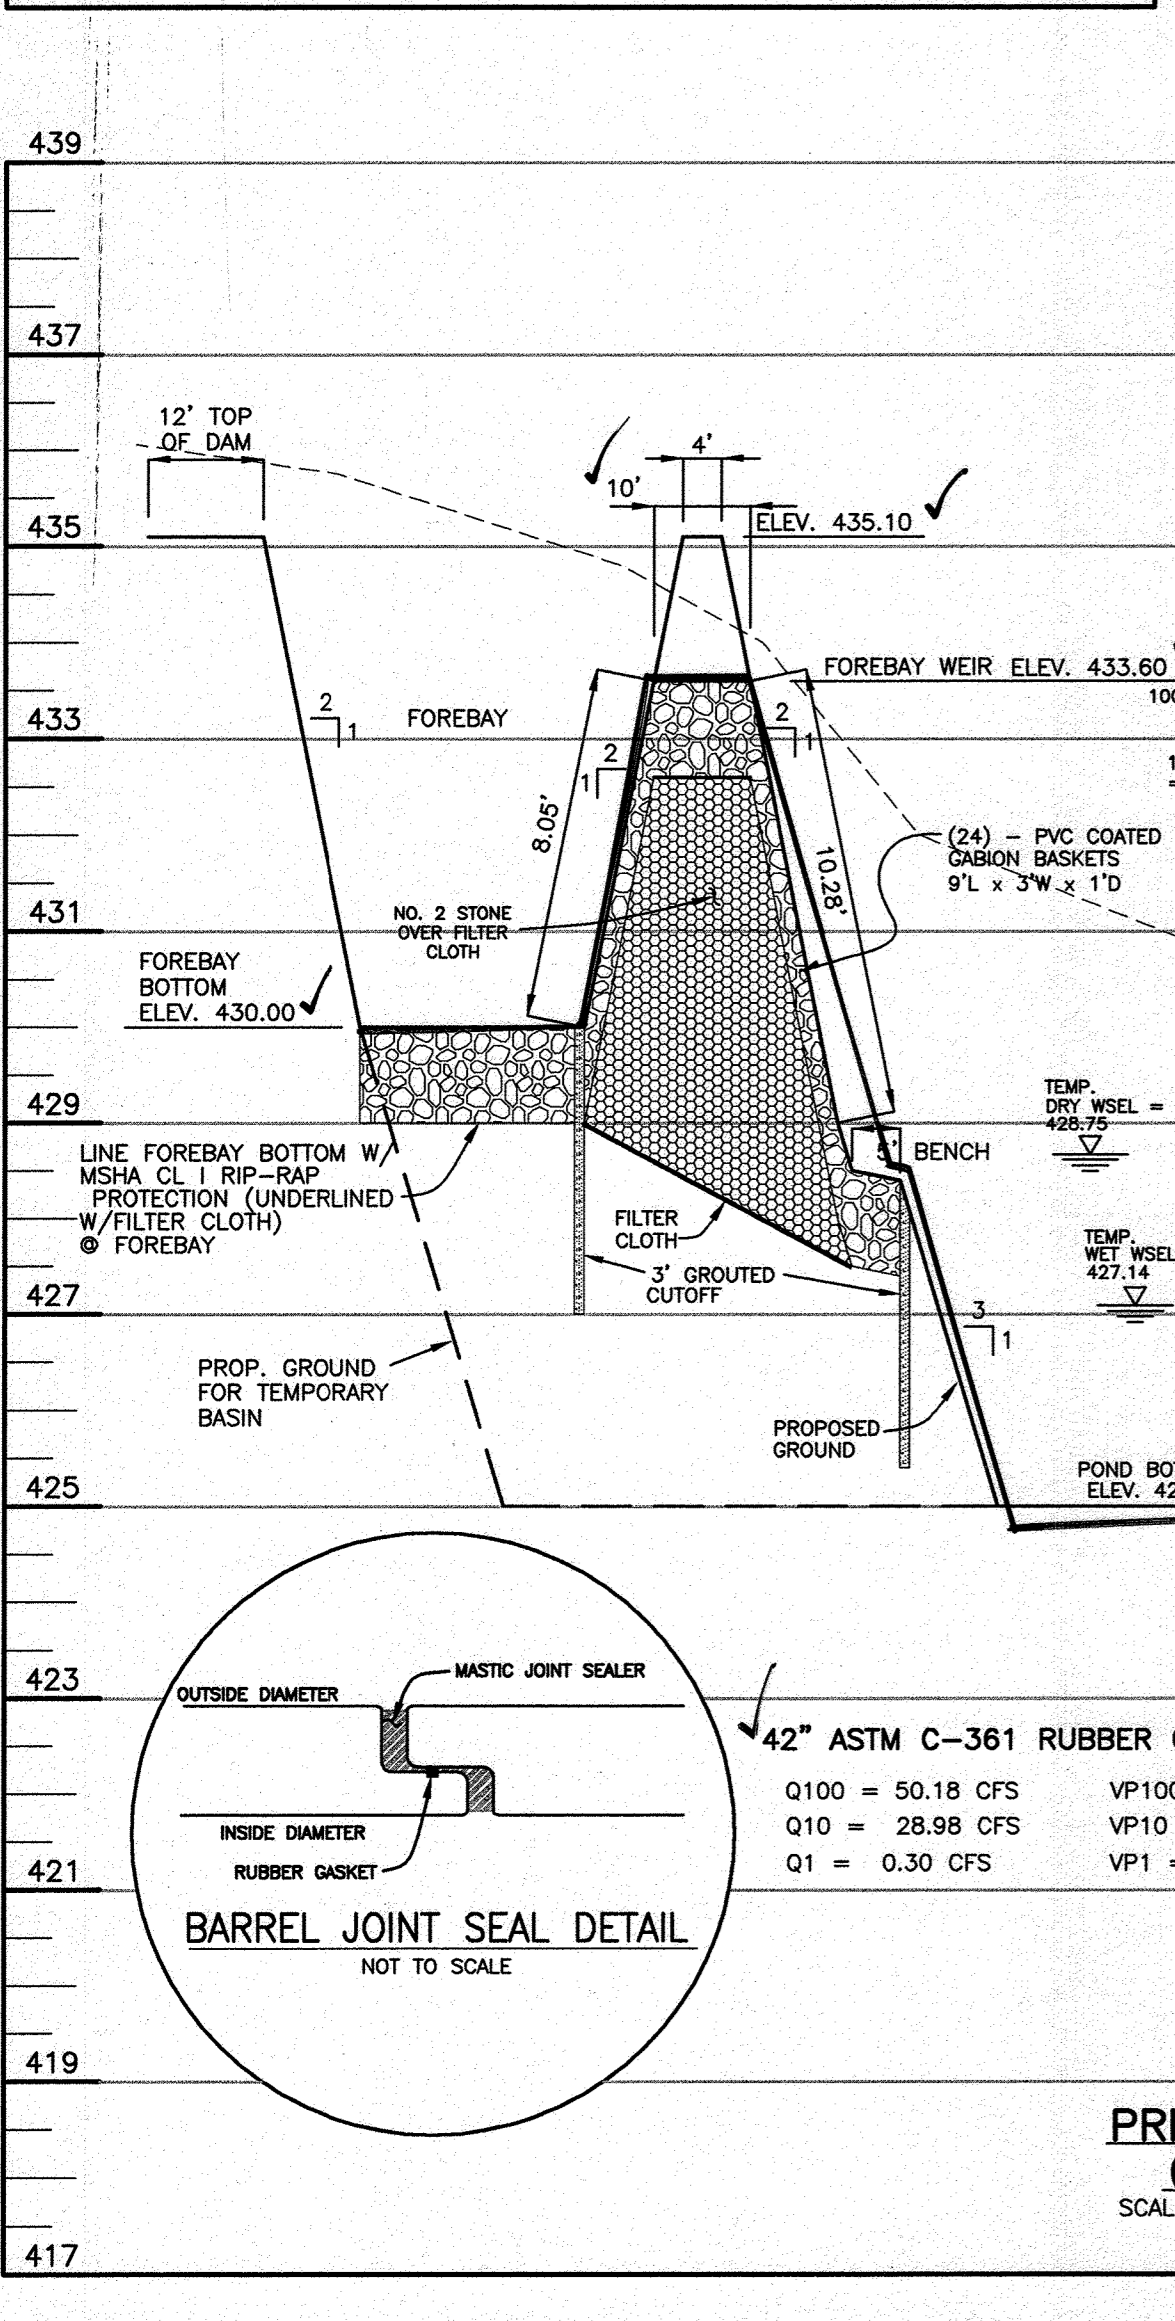 439
437
12' TOP
OF DAM
4'
10'
435
ELEV. 435.10
FOREBAY WEIR ELEV. 433.60
2
1
FOREBAY
433
2
1
2
1
8.05'
10.28'
(24) – PVC COATED
GABION BASKETS
9'L x 3'W x 1'D
431
NO. 2 STONE
OVER FILTER
CLOTH
FOREBAY
BOTTOM
ELEV. 430.00
429
TEMP.
DRY WSEL =
428.75
LINE FOREBAY BOTTOM W/
MSHA CL I RIP-RAP
PROTECTION (UNDERLINED
W/FILTER CLOTH)
@ FOREBAY
5' BENCH
FILTER
CLOTH
TEMP.
WET WSEL
427.14
3' GROUTED
CUTOFF
427
3
1
PROP. GROUND
FOR TEMPORARY
BASIN
PROPOSED
GROUND
425
POND
ELEV.
MASTIC JOINT SEALER
OUTSIDE DIAMETER
423
42" ASTM C-361 RUBBER
Q100 = 50.18 CFS
Q10 = 28.98 CFS
VP10
Q1 = 0.30 CFS
VP1 =
INSIDE DIAMETER
RUBBER GASKET
421
BARREL JOINT SEAL DETAIL
NOT TO SCALE
419
417